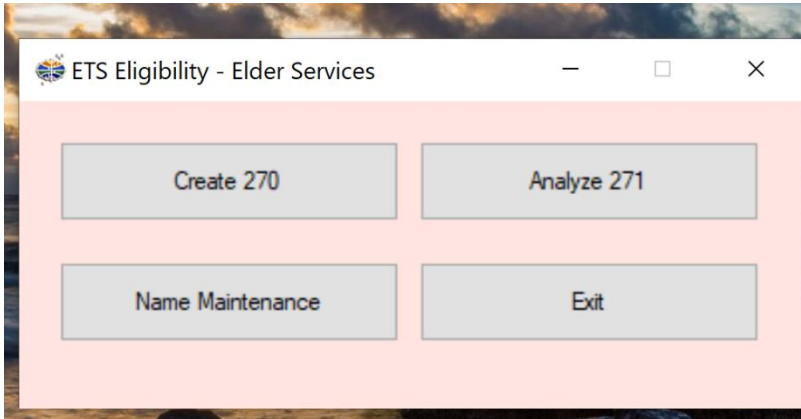 ETS Eligibility - Elder Services
Create 270
Analyze 271
Name Maintenance
Exit